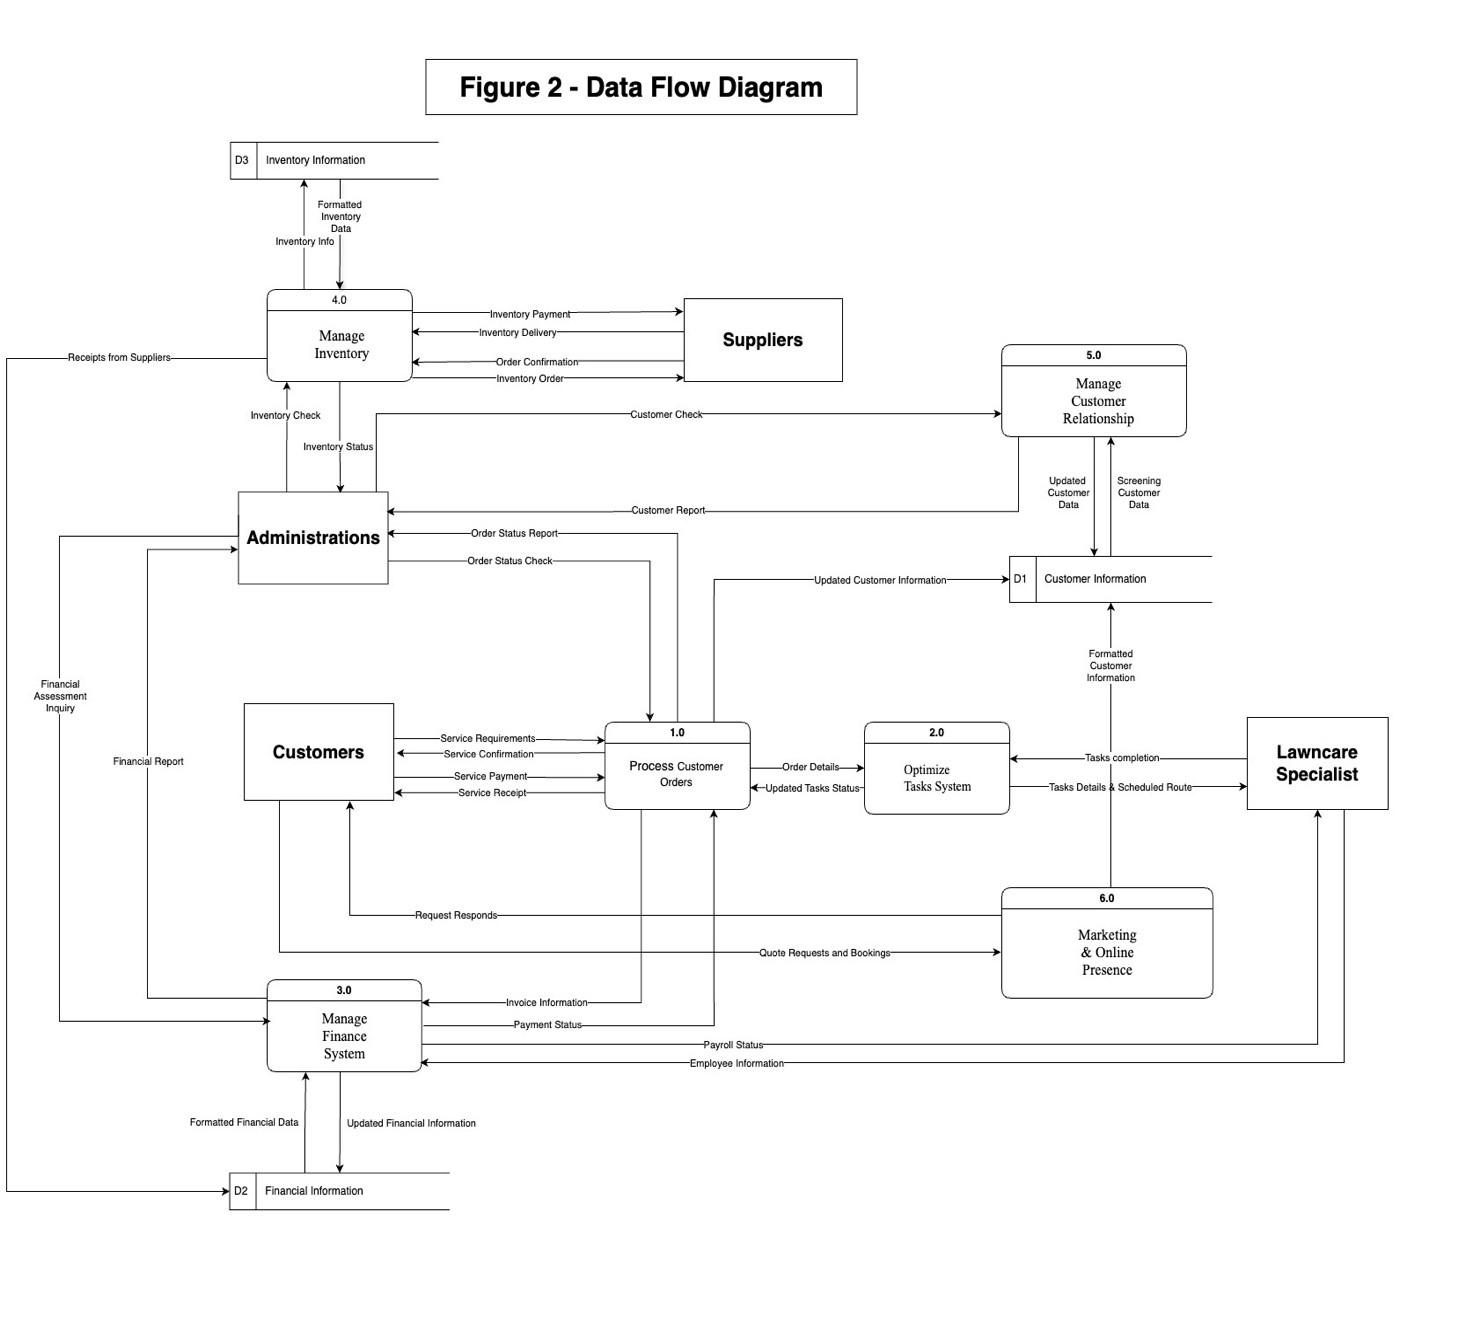 Figure 2 - Data Flow Diagram
D3
Inventory Information
Formatted
Inventory
Data
Inventory Info
4.0
Manage
Inventory
Inventory Payment
Inventory Delivery
Order Confirmation
Inventory Order
Suppliers
Receipts from Suppliers
5.0
Manage
Customer
Relationship
Inventory Check
Customer Check
Inventory Status
Updated
Customer
Data
Screening
Customer
Data
Customer Report
Administrations
Order Status Report
Order Status Check
Updated Customer Information
D1
Customer Information
Formatted
Customer
Information
Financial
Assessment
Inquiry
Financial Report
Customers
Service Requirements
Service Confirmation
Service Payment
Service Receipt
1.0
Process Customer
Orders
Order Details
Updated Tasks Status
2.0
Optimize
Tasks System
Tasks completion
Tasks Details & Scheduled Route
Lawncare
Specialist
Request Responds
Quote Requests and Bookings
6.0
Marketing
& Online
Presence
3.0
Manage
Finance
System
Invoice Information
Payment Status
Payroll Status
Employee Information
Formatted Financial Data
Updated Financial Information
D2
Financial Information